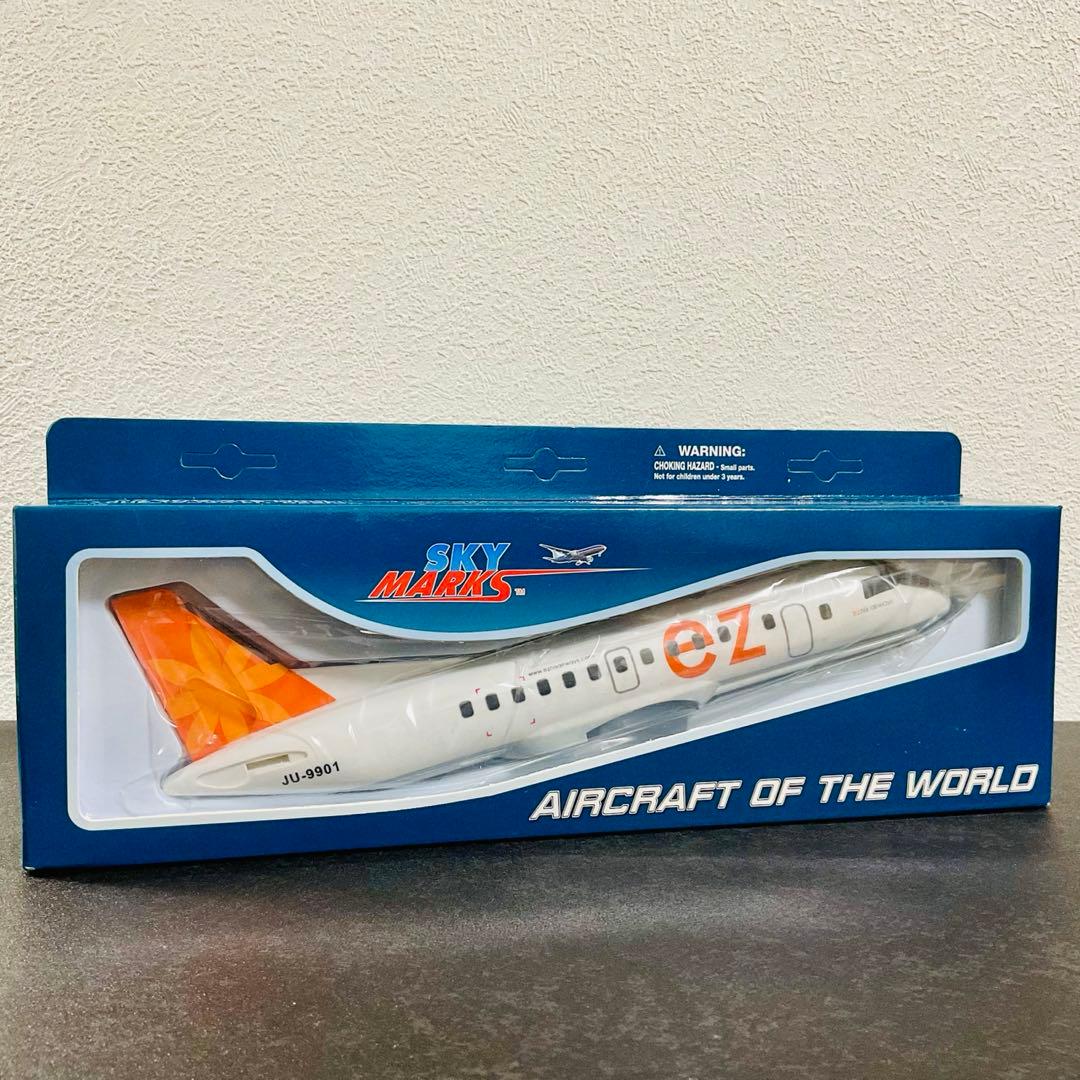 WARNING:
CHOKING HAZARD - Small parts.
Not for children under 3 years.
SKY
MARKS™
ez
JU-9901
AIRCRAFT OF THE WORLD